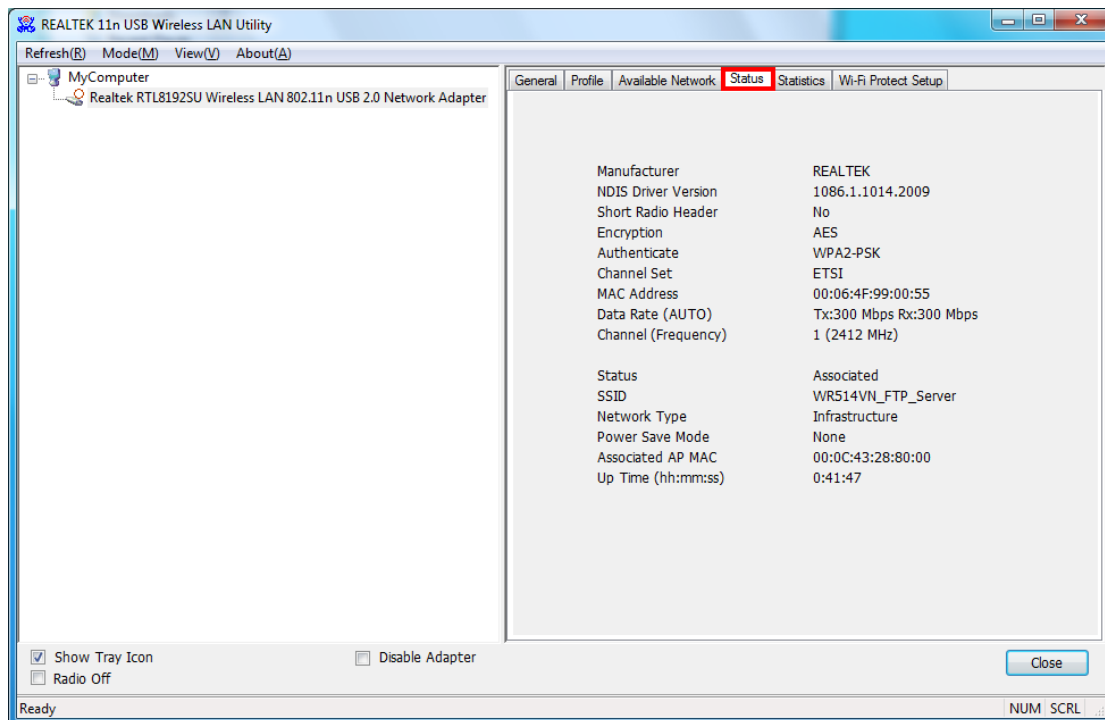 REALTEK 11n USB Wireless LAN Utility
Refresh(R) Mode(M) View(V) About(A)
MyComputer
Realtek RTL8192SU Wireless LAN 802.11n USB 2.0 Network Adapter
General Profile Available Network Status Statistics Wi-Fi Protect Setup
Manufacturer REALTEK
NDIS Driver Version 1086.1.1014.2009
Short Radio Header No
Encryption AES
Authenticate WPA2-PSK
Channel Set ETSI
MAC Address 00:06:4F:99:00:55
Data Rate (AUTO) Tx:300 Mbps Rx:300 Mbps
Channel (Frequency) 1 (2412 MHz)
Status Associated
SSID WR514VN_FTP_Server
Network Type Infrastructure
Power Save Mode None
Associated AP MAC 00:0C:43:28:80:00
Up Time (hh:mm:ss) 0:41:47
Show Tray Icon Disable Adapter
Radio Off
Close
Ready NUM SCRL